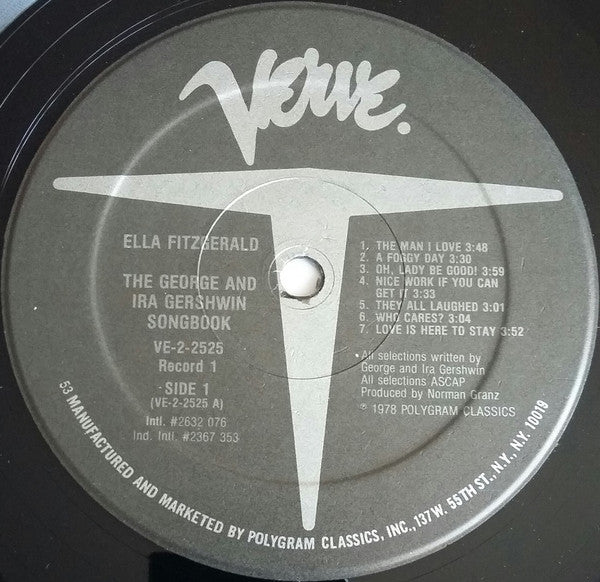 Verve.
ELLA FITZGERALD
THE GEORGE AND
IRA GERSHWIN
SONGBOOK
VE-2-2525
Record 1
SIDE 1
(VE-2-2525 A)
Intl. #2632 076
Ind. Intl. #2367 353
1. THE MAN I LOVE 3:48
2. A FOGGY DAY 3:30
3. OH, LADY BE GOOD! 3:59
4. NICE WORK IF YOU CAN
GET IT 3:33
5. THEY ALL LAUGHED 3:01
6. WHO CARES? 3:04
7. LOVE IS HERE TO STAY 3:52
All selections written by
George and Ira Gershwin
All selections ASCAP
Produced by Norman Granz
℗ 1978 POLYGRAM CLASSICS
53 MANUFACTURED AND MARKETED BY POLYGRAM CLASSICS, INC., 137 W. 55TH ST., N.Y., N.Y. 10019